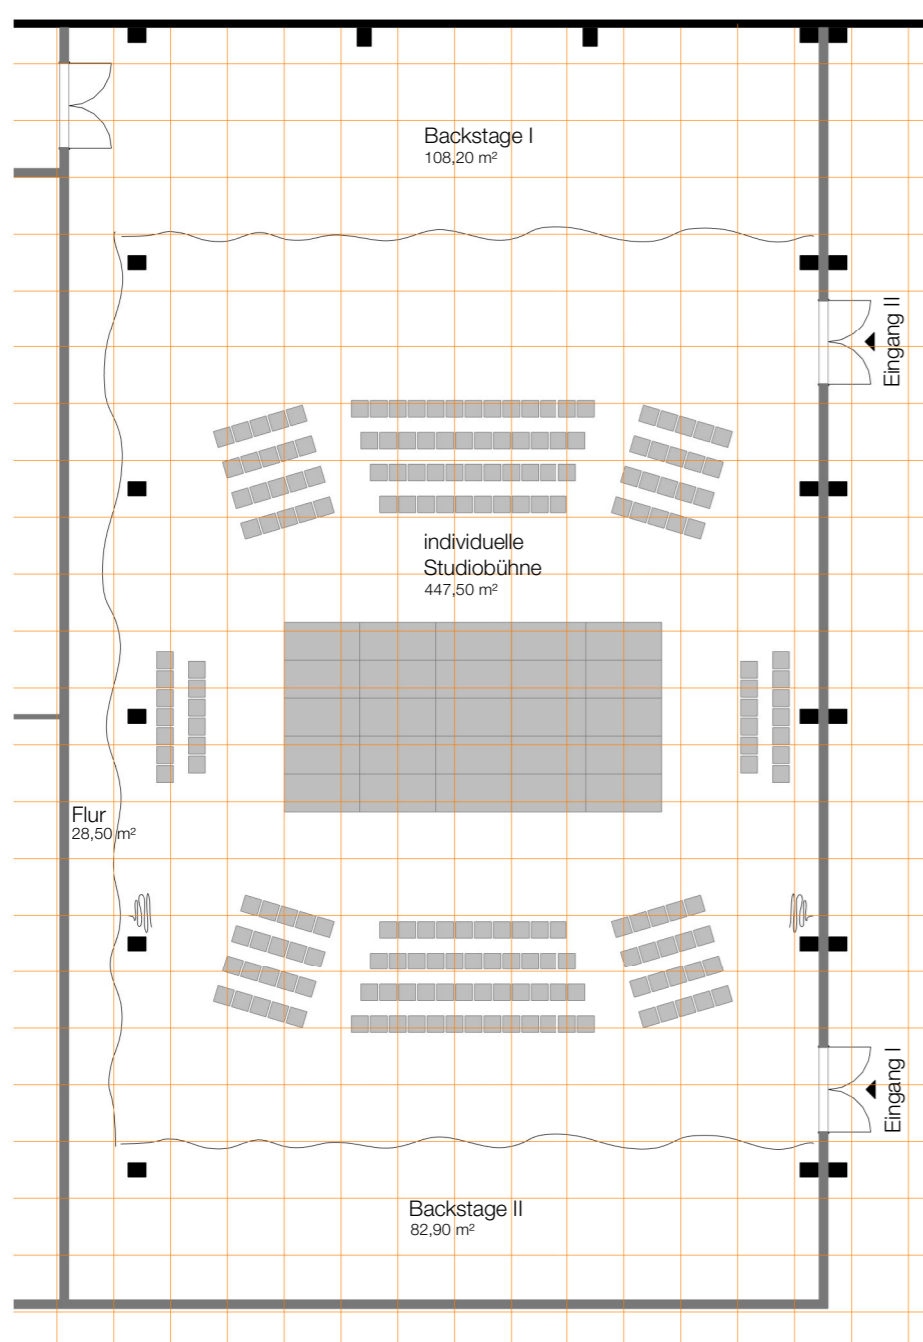 Backstage I
108,20 m²
Eingang II
individuelle
Studiobühne
447,50 m²
Flur
28,50 m²
Eingang I
Backstage II
82,90 m²